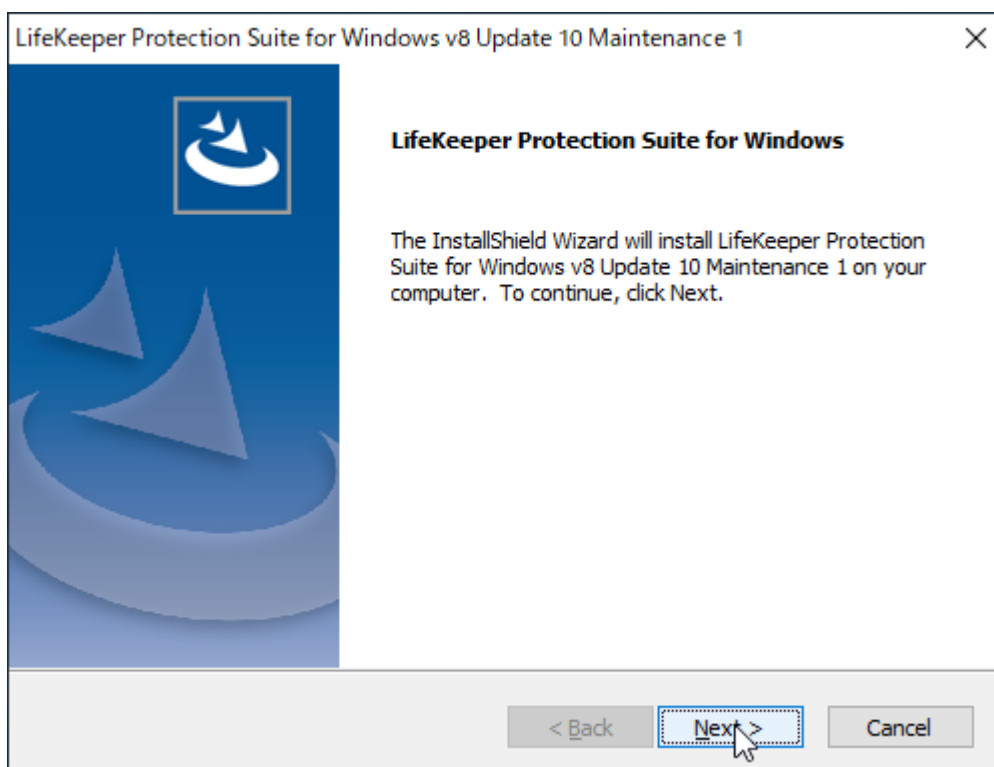 LifeKeeper Protection Suite for Windows v8 Update 10 Maintenance 1
LifeKeeper Protection Suite for Windows
The InstallShield Wizard will install LifeKeeper Protection
Suite for Windows v8 Update 10 Maintenance 1 on your
computer.  To continue, click Next.
< Back
Next >
Cancel